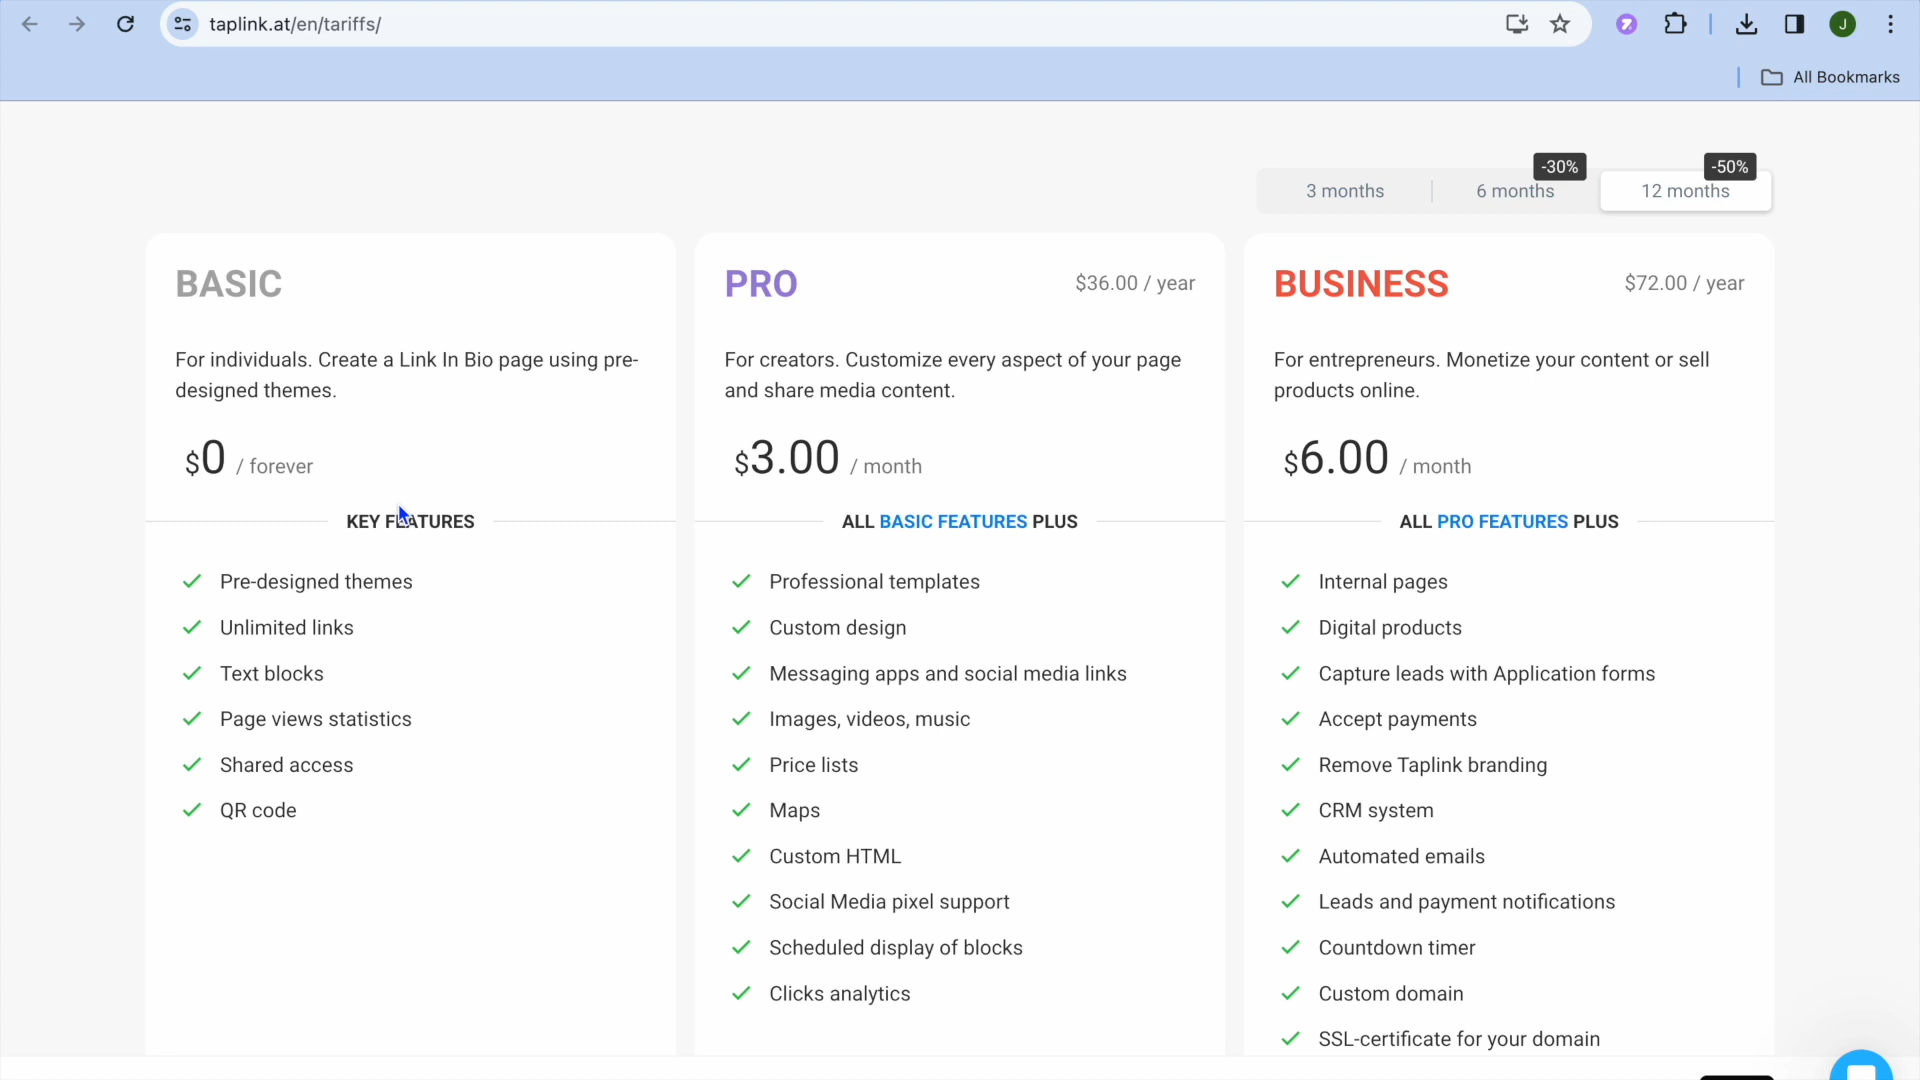 taplink.at/en/tariffs/
J
All Bookmarks
-30%
-50%
3 months
6 months
12 months
BASIC
For individuals. Create a Link In Bio page using pre-
designed themes.
$0 / forever
KEY FEATURES
Pre-designed themes
Unlimited links
Text blocks
Page views statistics
Shared access
QR code
PRO
$36.00 / year
For creators. Customize every aspect of your page
and share media content.
$3.00 / month
ALL BASIC FEATURES PLUS
Professional templates
Custom design
Messaging apps and social media links
Images, videos, music
Price lists
Maps
Custom HTML
Social Media pixel support
Scheduled display of blocks
Clicks analytics
BUSINESS
$72.00 / year
For entrepreneurs. Monetize your content or sell
products online.
$6.00 / month
ALL PRO FEATURES PLUS
Internal pages
Digital products
Capture leads with Application forms
Accept payments
Remove Taplink branding
CRM system
Automated emails
Leads and payment notifications
Countdown timer
Custom domain
SSL-certificate for your domain